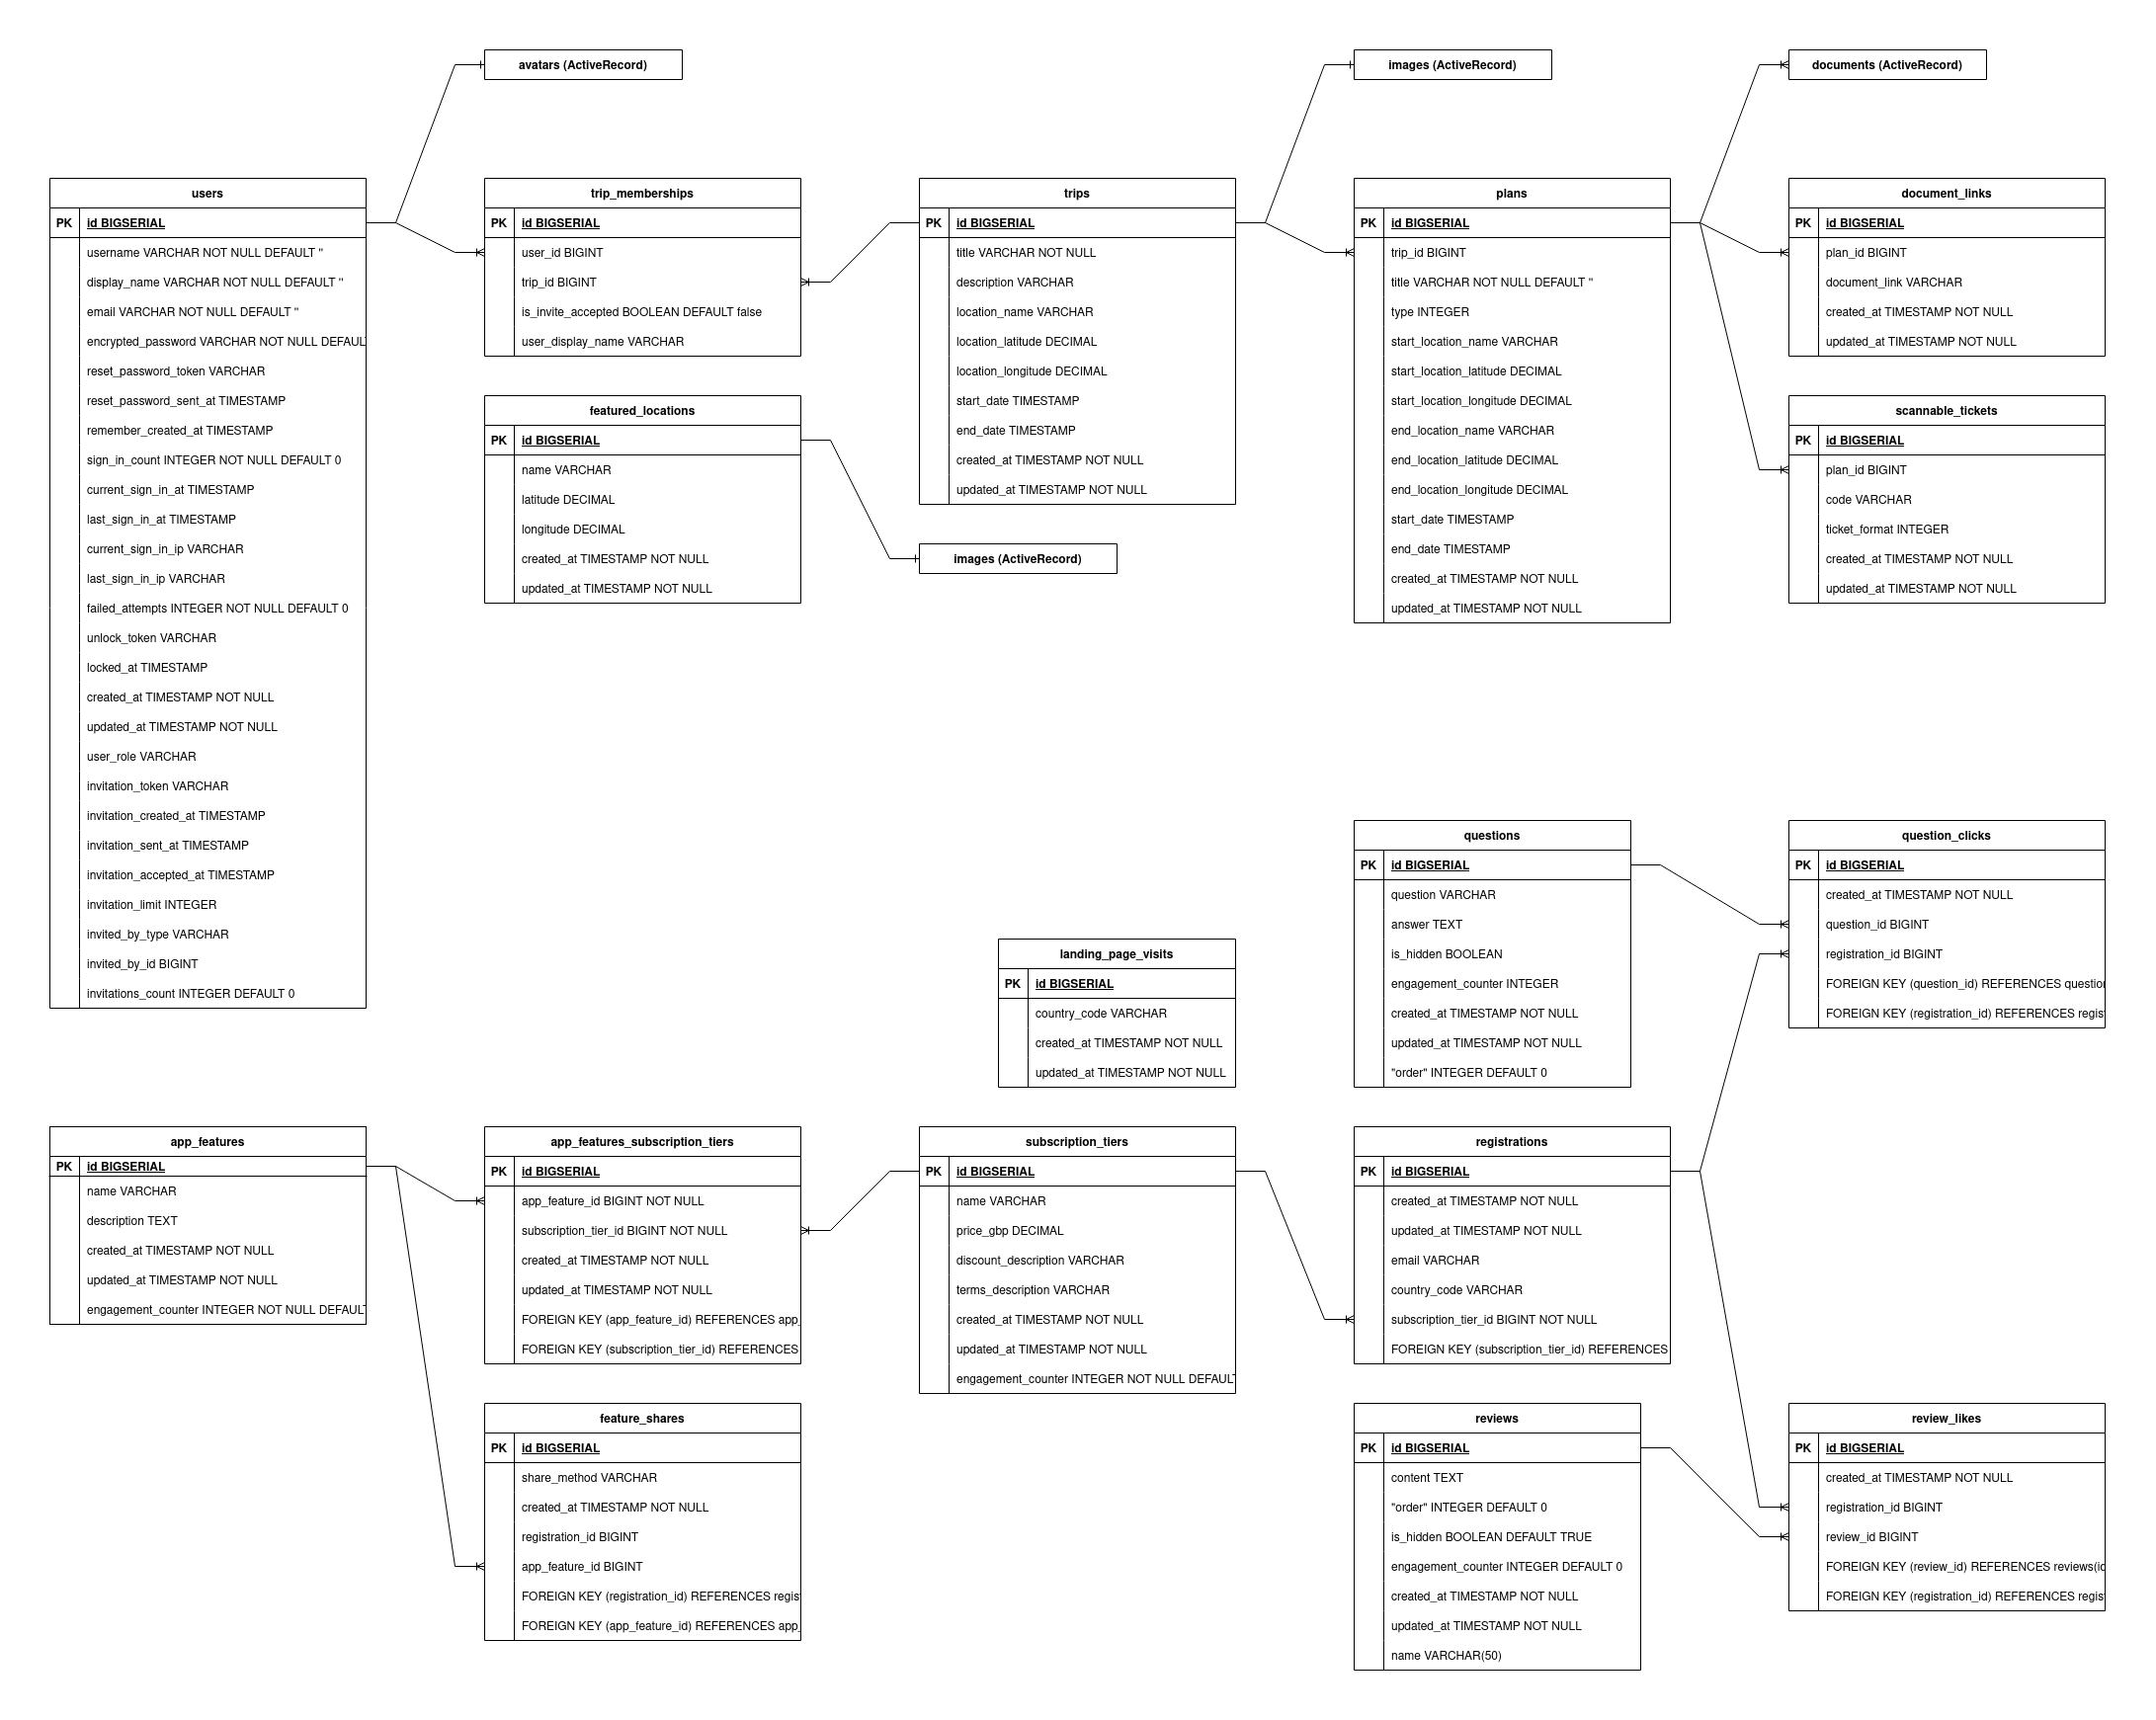 avatars (ActiveRecord)
images (ActiveRecord)
documents (ActiveRecord)
users
PK id BIGSERIAL
username VARCHAR NOT NULL DEFAULT ''
display_name VARCHAR NOT NULL DEFAULT ''
email VARCHAR NOT NULL DEFAULT ''
encrypted_password VARCHAR NOT NULL DEFAUL
reset_password_token VARCHAR
reset_password_sent_at TIMESTAMP
remember_created_at TIMESTAMP
sign_in_count INTEGER NOT NULL DEFAULT 0
current_sign_in_at TIMESTAMP
last_sign_in_at TIMESTAMP
current_sign_in_ip VARCHAR
last_sign_in_ip VARCHAR
failed_attempts INTEGER NOT NULL DEFAULT 0
unlock_token VARCHAR
locked_at TIMESTAMP
created_at TIMESTAMP NOT NULL
updated_at TIMESTAMP NOT NULL
user_role VARCHAR
invitation_token VARCHAR
invitation_created_at TIMESTAMP
invitation_sent_at TIMESTAMP
invitation_accepted_at TIMESTAMP
invitation_limit INTEGER
invited_by_type VARCHAR
invited_by_id BIGINT
invitations_count INTEGER DEFAULT 0
trip_memberships
PK id BIGSERIAL
user_id BIGINT
trip_id BIGINT
is_invite_accepted BOOLEAN DEFAULT false
user_display_name VARCHAR
featured_locations
PK id BIGSERIAL
name VARCHAR
latitude DECIMAL
longitude DECIMAL
created_at TIMESTAMP NOT NULL
updated_at TIMESTAMP NOT NULL
trips
PK id BIGSERIAL
title VARCHAR NOT NULL
description VARCHAR
location_name VARCHAR
location_latitude DECIMAL
location_longitude DECIMAL
start_date TIMESTAMP
end_date TIMESTAMP
created_at TIMESTAMP NOT NULL
updated_at TIMESTAMP NOT NULL
images (ActiveRecord)
plans
PK id BIGSERIAL
trip_id BIGINT
title VARCHAR NOT NULL DEFAULT ''
type INTEGER
start_location_name VARCHAR
start_location_latitude DECIMAL
start_location_longitude DECIMAL
end_location_name VARCHAR
end_location_latitude DECIMAL
end_location_longitude DECIMAL
start_date TIMESTAMP
end_date TIMESTAMP
created_at TIMESTAMP NOT NULL
updated_at TIMESTAMP NOT NULL
document_links
PK id BIGSERIAL
plan_id BIGINT
document_link VARCHAR
created_at TIMESTAMP NOT NULL
updated_at TIMESTAMP NOT NULL
scannable_tickets
PK id BIGSERIAL
plan_id BIGINT
code VARCHAR
ticket_format INTEGER
created_at TIMESTAMP NOT NULL
updated_at TIMESTAMP NOT NULL
landing_page_visits
PK id BIGSERIAL
country_code VARCHAR
created_at TIMESTAMP NOT NULL
updated_at TIMESTAMP NOT NULL
questions
PK id BIGSERIAL
question VARCHAR
answer TEXT
is_hidden BOOLEAN
engagement_counter INTEGER
created_at TIMESTAMP NOT NULL
updated_at TIMESTAMP NOT NULL
"order" INTEGER DEFAULT 0
question_clicks
PK id BIGSERIAL
created_at TIMESTAMP NOT NULL
question_id BIGINT
registration_id BIGINT
FOREIGN KEY (question_id) REFERENCES question
FOREIGN KEY (registration_id) REFERENCES regis
app_features
PK id BIGSERIAL
name VARCHAR
description TEXT
created_at TIMESTAMP NOT NULL
updated_at TIMESTAMP NOT NULL
engagement_counter INTEGER NOT NULL DEFAULT
app_features_subscription_tiers
PK id BIGSERIAL
app_feature_id BIGINT NOT NULL
subscription_tier_id BIGINT NOT NULL
created_at TIMESTAMP NOT NULL
updated_at TIMESTAMP NOT NULL
FOREIGN KEY (app_feature_id) REFERENCES app_
FOREIGN KEY (subscription_tier_id) REFERENCES
feature_shares
PK id BIGSERIAL
share_method VARCHAR
created_at TIMESTAMP NOT NULL
registration_id BIGINT
app_feature_id BIGINT
FOREIGN KEY (registration_id) REFERENCES regis
FOREIGN KEY (app_feature_id) REFERENCES app_
subscription_tiers
PK id BIGSERIAL
name VARCHAR
price_gbp DECIMAL
discount_description VARCHAR
terms_description VARCHAR
created_at TIMESTAMP NOT NULL
updated_at TIMESTAMP NOT NULL
engagement_counter INTEGER NOT NULL DEFAULT
registrations
PK id BIGSERIAL
created_at TIMESTAMP NOT NULL
updated_at TIMESTAMP NOT NULL
email VARCHAR
country_code VARCHAR
subscription_tier_id BIGINT NOT NULL
FOREIGN KEY (subscription_tier_id) REFERENCES
reviews
PK id BIGSERIAL
content TEXT
"order" INTEGER DEFAULT 0
is_hidden BOOLEAN DEFAULT TRUE
engagement_counter INTEGER DEFAULT 0
created_at TIMESTAMP NOT NULL
updated_at TIMESTAMP NOT NULL
name VARCHAR(50)
review_likes
PK id BIGSERIAL
created_at TIMESTAMP NOT NULL
registration_id BIGINT
review_id BIGINT
FOREIGN KEY (review_id) REFERENCES reviews(id
FOREIGN KEY (registration_id) REFERENCES regis